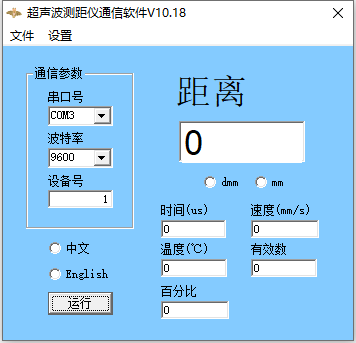 超声波测距仪通信软件V10.18
文件 设置
通信参数
串口号
COM3
波特率
9600
设备号
1
中文
English
运行
距离
0
dmm mm
时间(us) 速度(mm/s)
0 0
温度(℃) 有效数
0 0
百分比
0